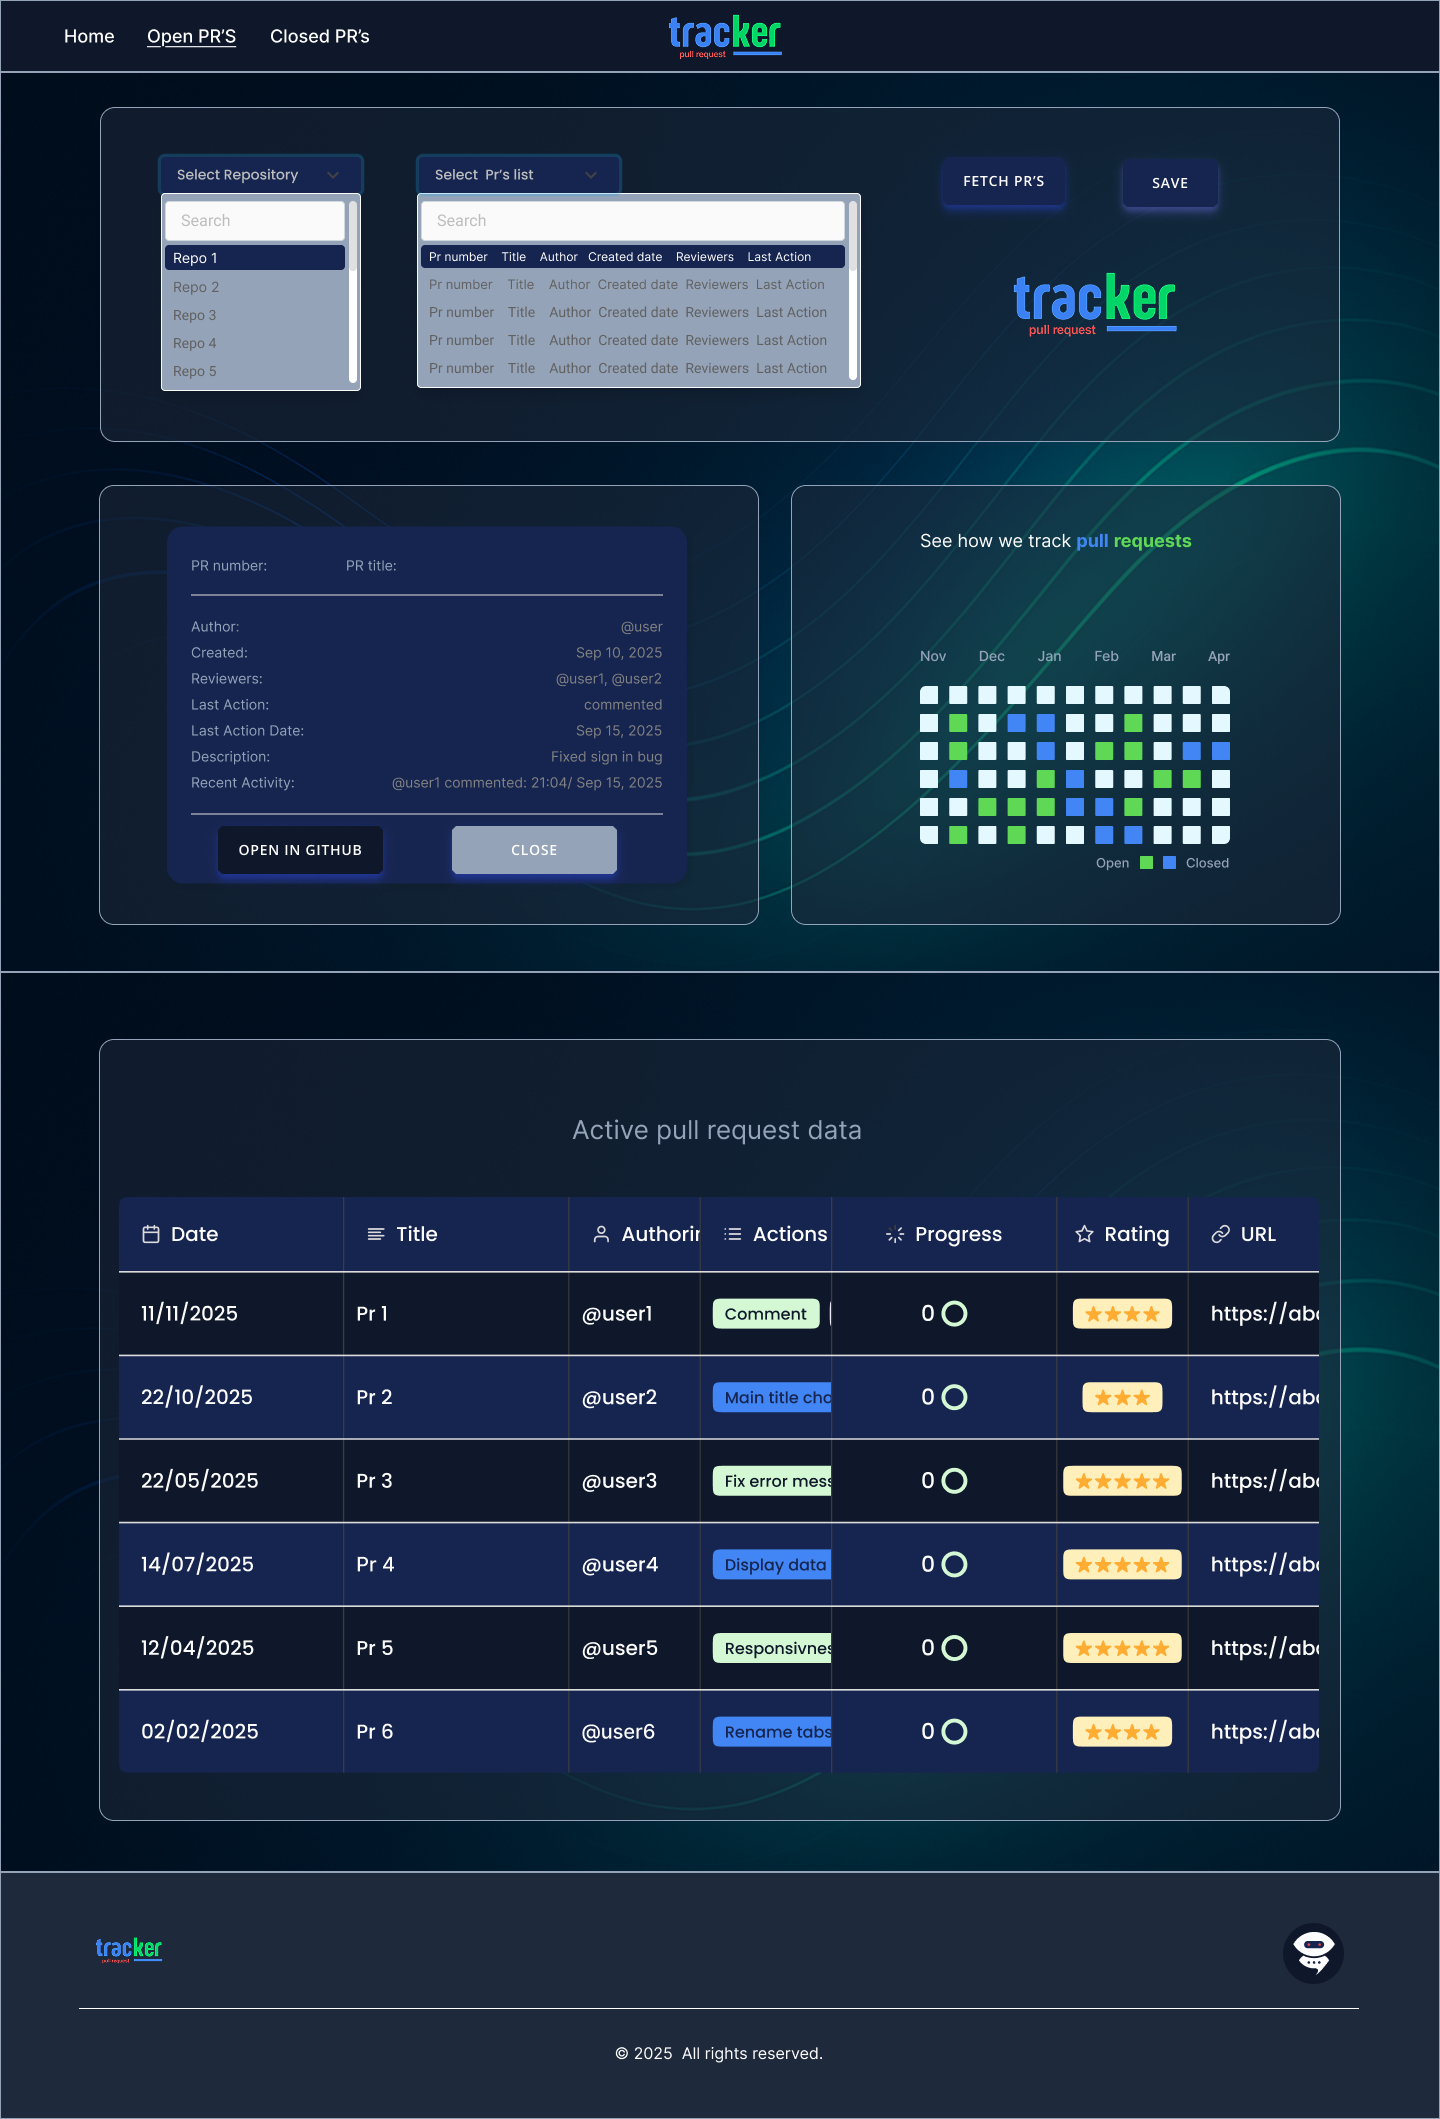 Home Open PR'S Closed PR's
tracker
pull request
Select Repository Select Pr's list FETCH PR'S SAVE
Search
Repo 1
Repo 2
Repo 3
Repo 4
Repo 5
Search
Pr number Title Author Created date Reviewers Last Action
Pr number Title Author Created date Reviewers Last Action
Pr number Title Author Created date Reviewers Last Action
Pr number Title Author Created date Reviewers Last Action
Pr number Title Author Created date Reviewers Last Action
tracker
pull request
PR number: PR title:
Author: @user
Created: Sep 10, 2025
Reviewers: @user1, @user2
Last Action: commented
Last Action Date: Sep 15, 2025
Description: Fixed sign in bug
Recent Activity: @user1 commented: 21:04/ Sep 15, 2025
OPEN IN GITHUB CLOSE
See how we track pull requests
Nov Dec Jan Feb Mar Apr
Open Closed
Active pull request data
Date Title Authorin Actions Progress Rating URL
11/11/2025 Pr 1 @user1 Comment 0 https://abc
22/10/2025 Pr 2 @user2 Main title cha 0 https://abc
22/05/2025 Pr 3 @user3 Fix error mess 0 https://abc
14/07/2025 Pr 4 @user4 Display data 0 https://abc
12/04/2025 Pr 5 @user5 Responsivnes 0 https://abc
02/02/2025 Pr 6 @user6 Rename tabs 0 https://abc
tracker
pull request
© 2025 All rights reserved.